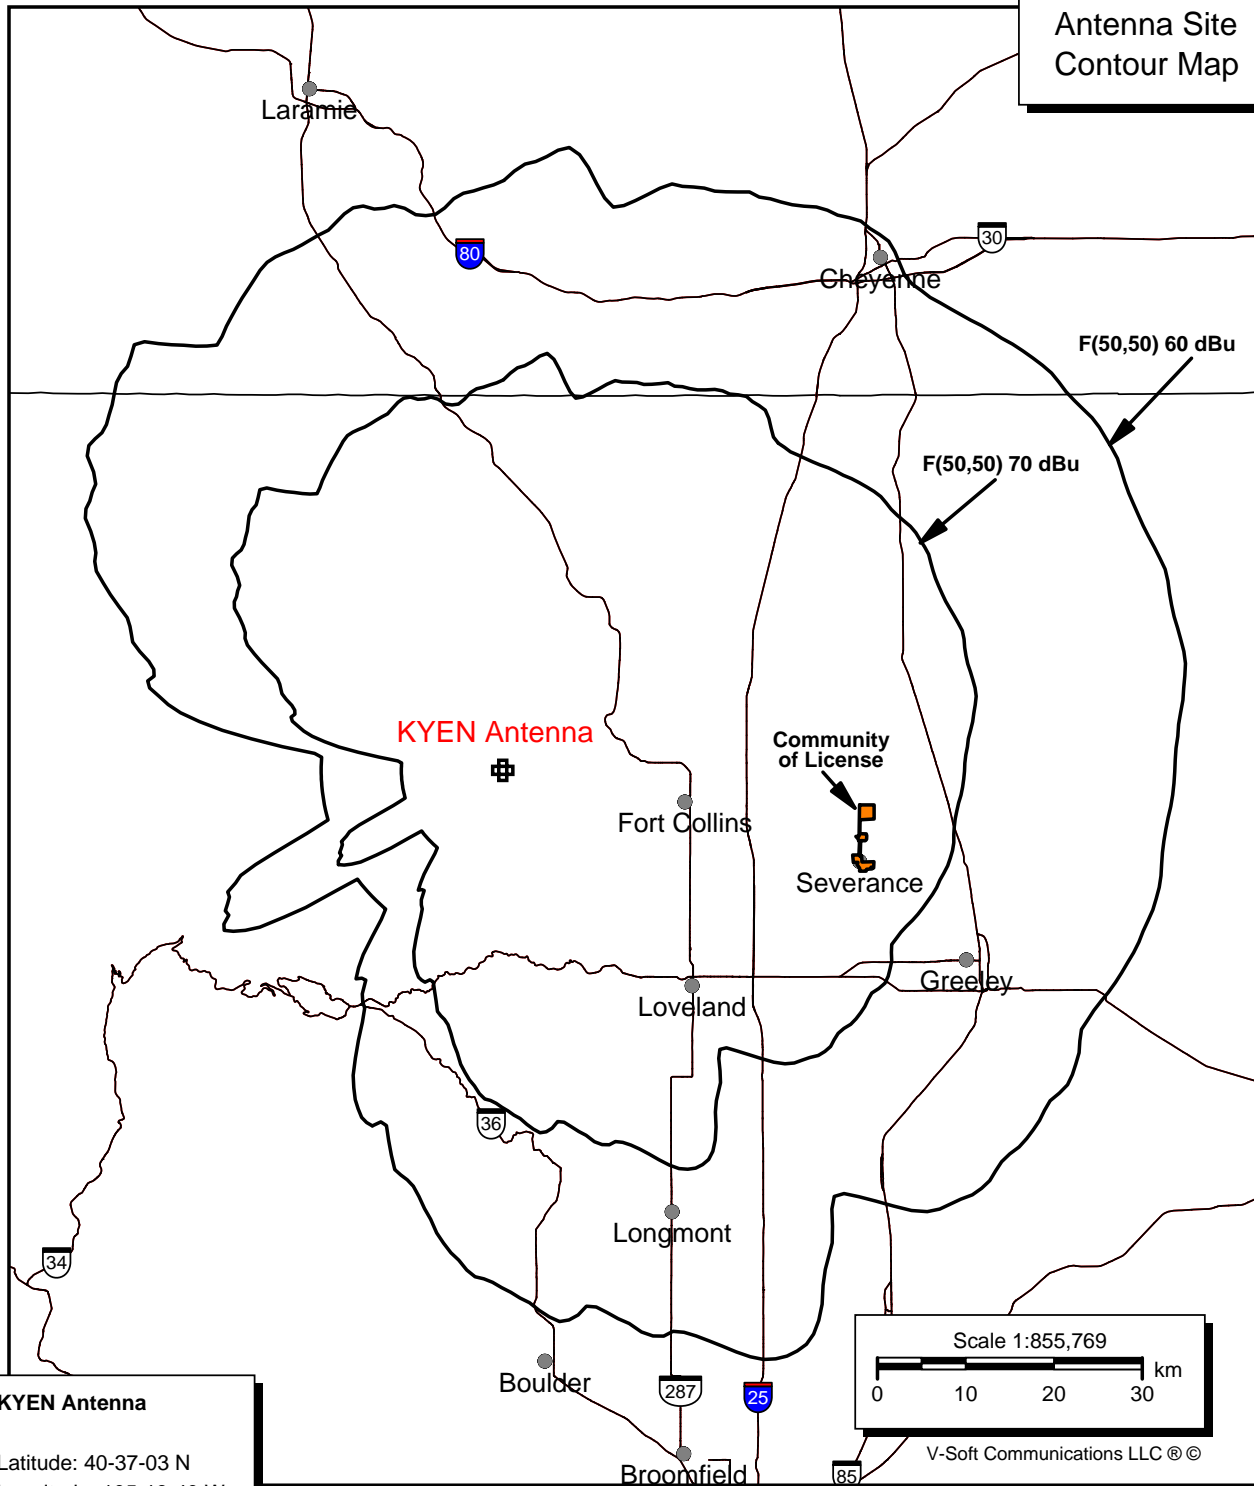 Antenna Site
Contour Map
Laramie
80
30
Cheyenne
F(50,50) 60 dBu
F(50,50) 70 dBu
KYEN Antenna
Community
of License
Fort Collins
Severance
Greeley
Loveland
36
Longmont
34
Scale 1:855,769
km
0 10 20 30
Boulder
287
25
KYEN Antenna
V-Soft Communications LLC ® ©
Latitude: 40-37-03 N
Broomfield
85